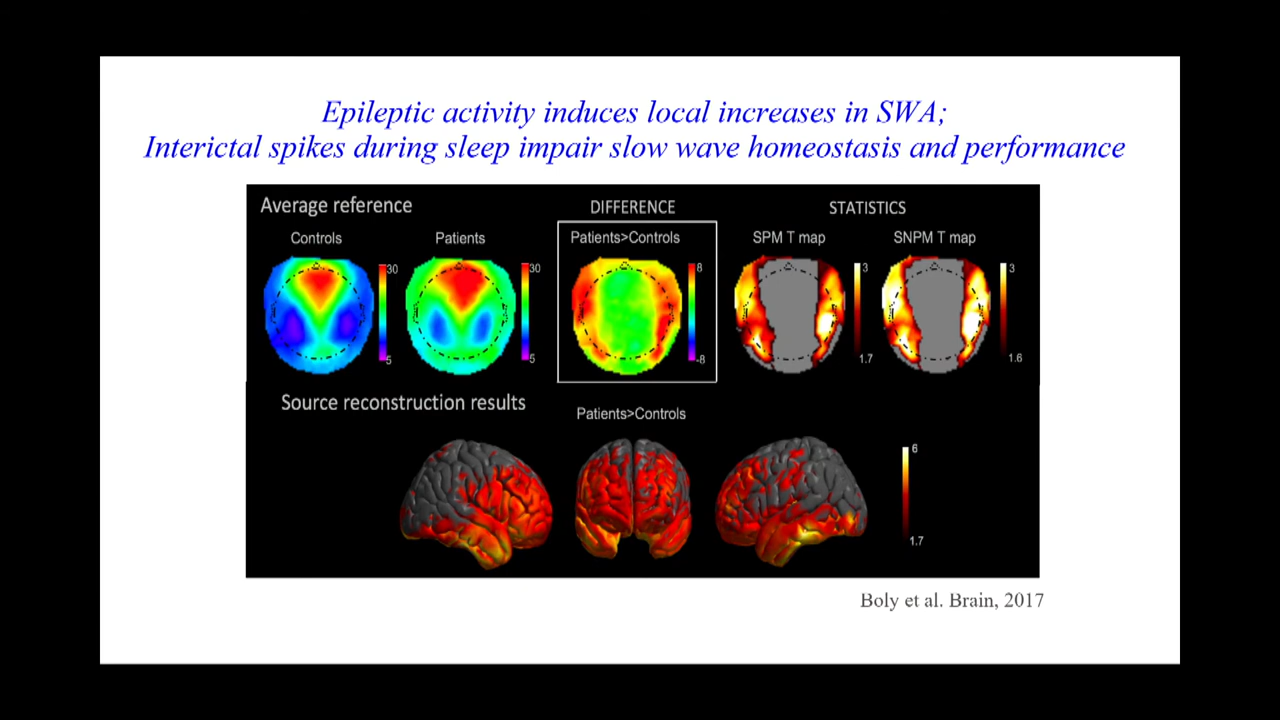 Epileptic activity induces local increases in SWA;
Interictal spikes during sleep impair slow wave homeostasis and performance
Average reference
DIFFERENCE
STATISTICS
Controls
Patients
Patients>Controls
SPM T map
SNPM T map
30
5
30
5
8
-8
3
1.7
3
1.6
Source reconstruction results
Patients>Controls
6
1.7
Boly et al. Brain, 2017